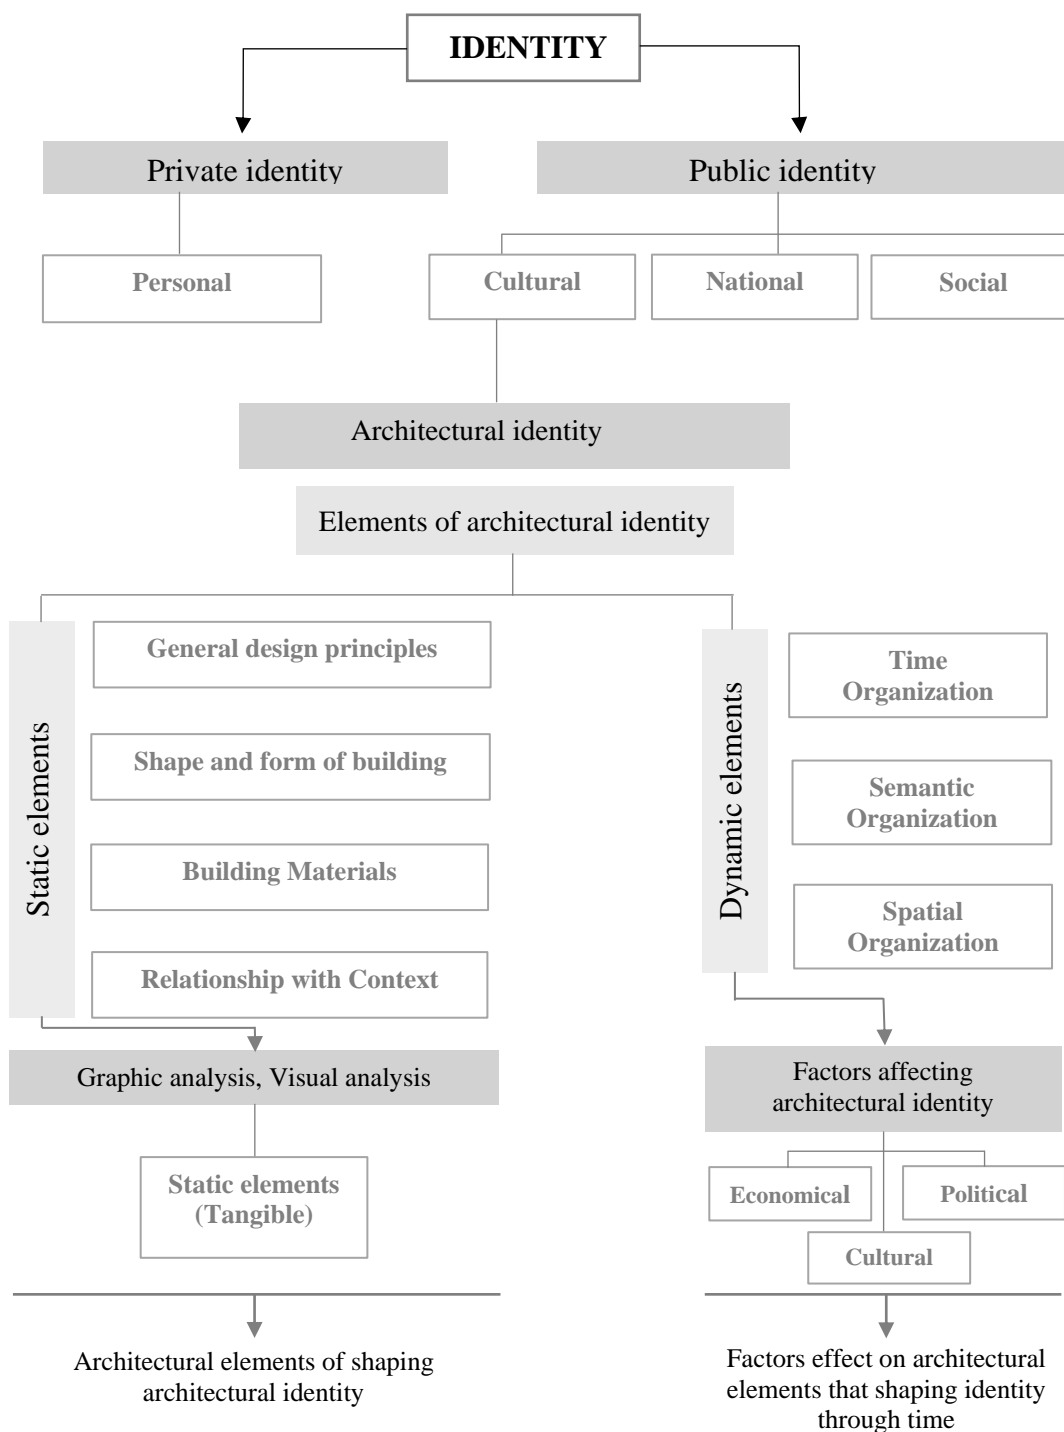 IDENTITY
Private identity
Public identity
Personal
Cultural
National
Social
Architectural identity
Elements of architectural identity
Static elements
General design principles
Shape and form of building
Building Materials
Relationship with Context
Dynamic elements
Time
Organization
Semantic
Organization
Spatial
Organization
Graphic analysis, Visual analysis
Factors affecting
architectural identity
Static elements
(Tangible)
Economical
Political
Cultural
Architectural elements of shaping
architectural identity
Factors effect on architectural
elements that shaping identity
through time